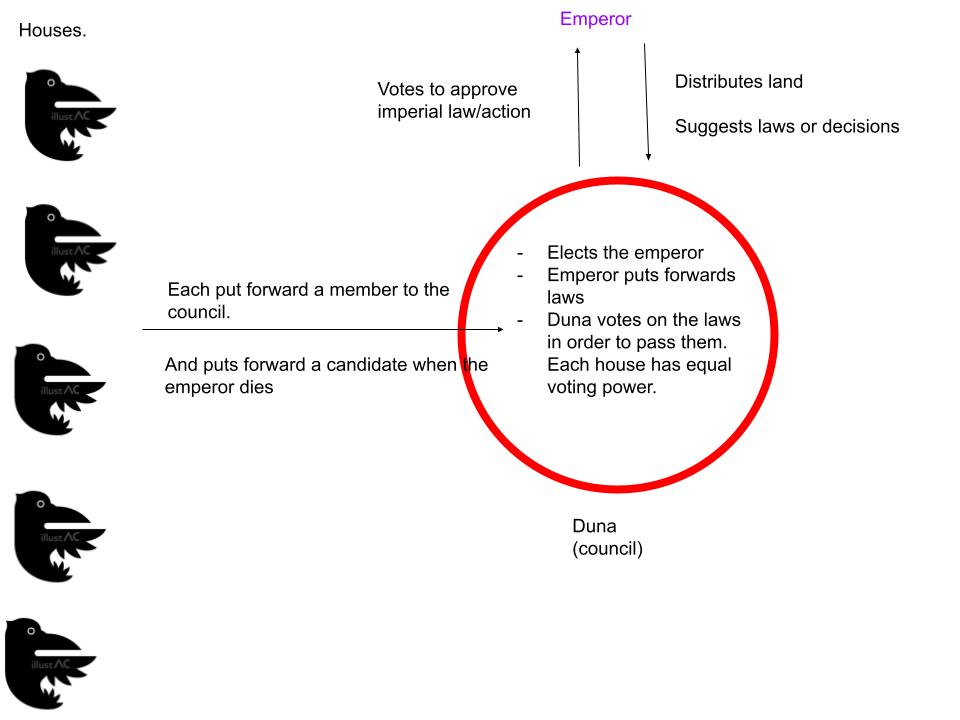 Houses.
Emperor
Votes to approve
imperial law/action
Distributes land
Suggests laws or decisions
illustAC
illustAC
Each put forward a member to the
council.
And puts forward a candidate when the
emperor dies
- Elects the emperor
- Emperor puts forwards
laws
- Duna votes on the laws
in order to pass them.
Each house has equal
voting power.
illustAC
illustAC
Duna
(council)
illustAC